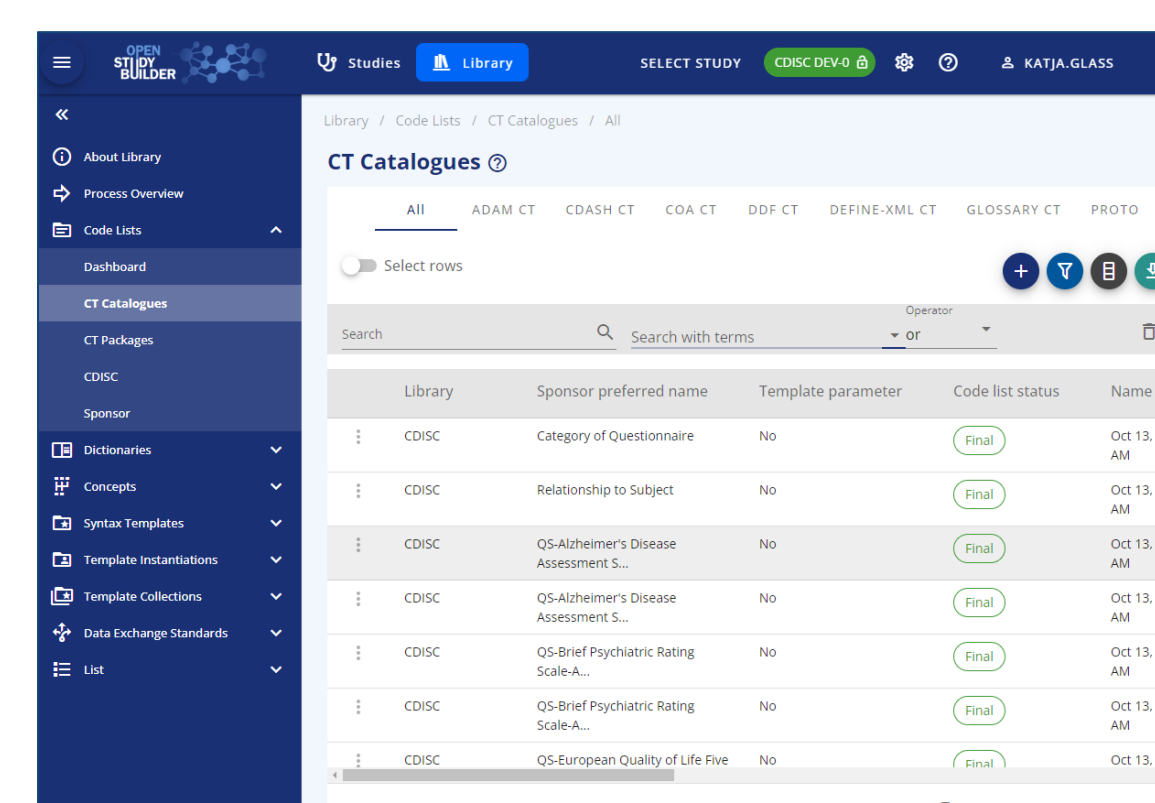 OPEN
STUDY
BUILDER
Studies
Library
SELECT STUDY
CDISC DEV-0
KATJA.GLASS
About Library
Process Overview
Code Lists
Dashboard
CT Catalogues
CT Packages
CDISC
Sponsor
Dictionaries
Concepts
Syntax Templates
Template Instantiations
Template Collections
Data Exchange Standards
List
Library / Code Lists / CT Catalogues / All
CT Catalogues
All ADAM CT CDASH CT COA CT DDF CT DEFINE-XML CT GLOSSARY CT PROTO
Select rows
Operator
Search Search with terms or
Library Sponsor preferred name Template parameter Code list status Name
CDISC Category of Questionnaire No Final Oct 13,
AM
CDISC Relationship to Subject No Final Oct 13,
AM
CDISC QS-Alzheimer's Disease No Final Oct 13,
Assessment S... AM
CDISC QS-Alzheimer's Disease No Final Oct 13,
Assessment S... AM
CDISC QS-Brief Psychiatric Rating No Final Oct 13,
Scale-A... AM
CDISC QS-Brief Psychiatric Rating No Final Oct 13,
Scale-A... AM
CDISC QS-European Quality of Life Five No Final Oct 13,